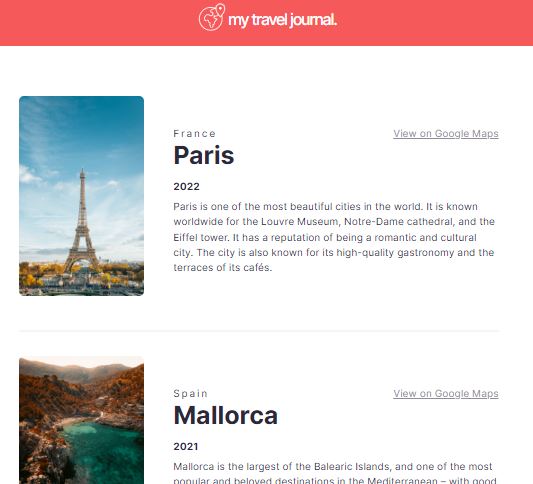 my travel journal.
France
View on Google Maps
Paris
2022
Paris is one of the most beautiful cities in the world. It is known
worldwide for the Louvre Museum, Notre-Dame cathedral, and the
Eiffel tower. It has a reputation of being a romantic and cultural
city. The city is also known for its high-quality gastronomy and the
terraces of its cafés.
Spain
View on Google Maps
Mallorca
2021
Mallorca is the largest of the Balearic Islands, and one of the most
popular and beloved destinations in the Mediterranean – with good